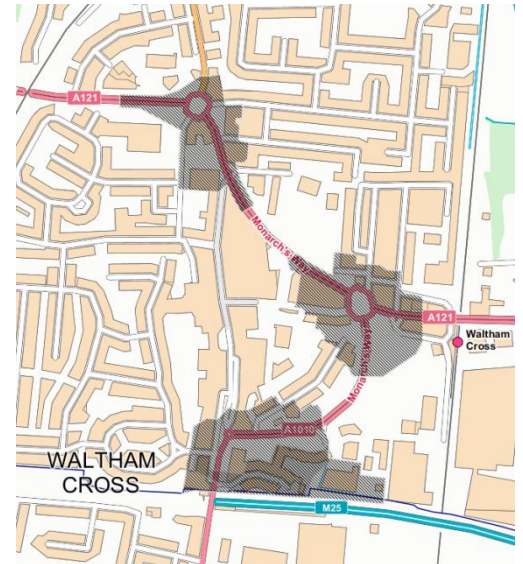 A121
Monarch's Way
A121
Waltham
Cross
Monarch's Way
A1010
WALTHAM
CROSS
M25